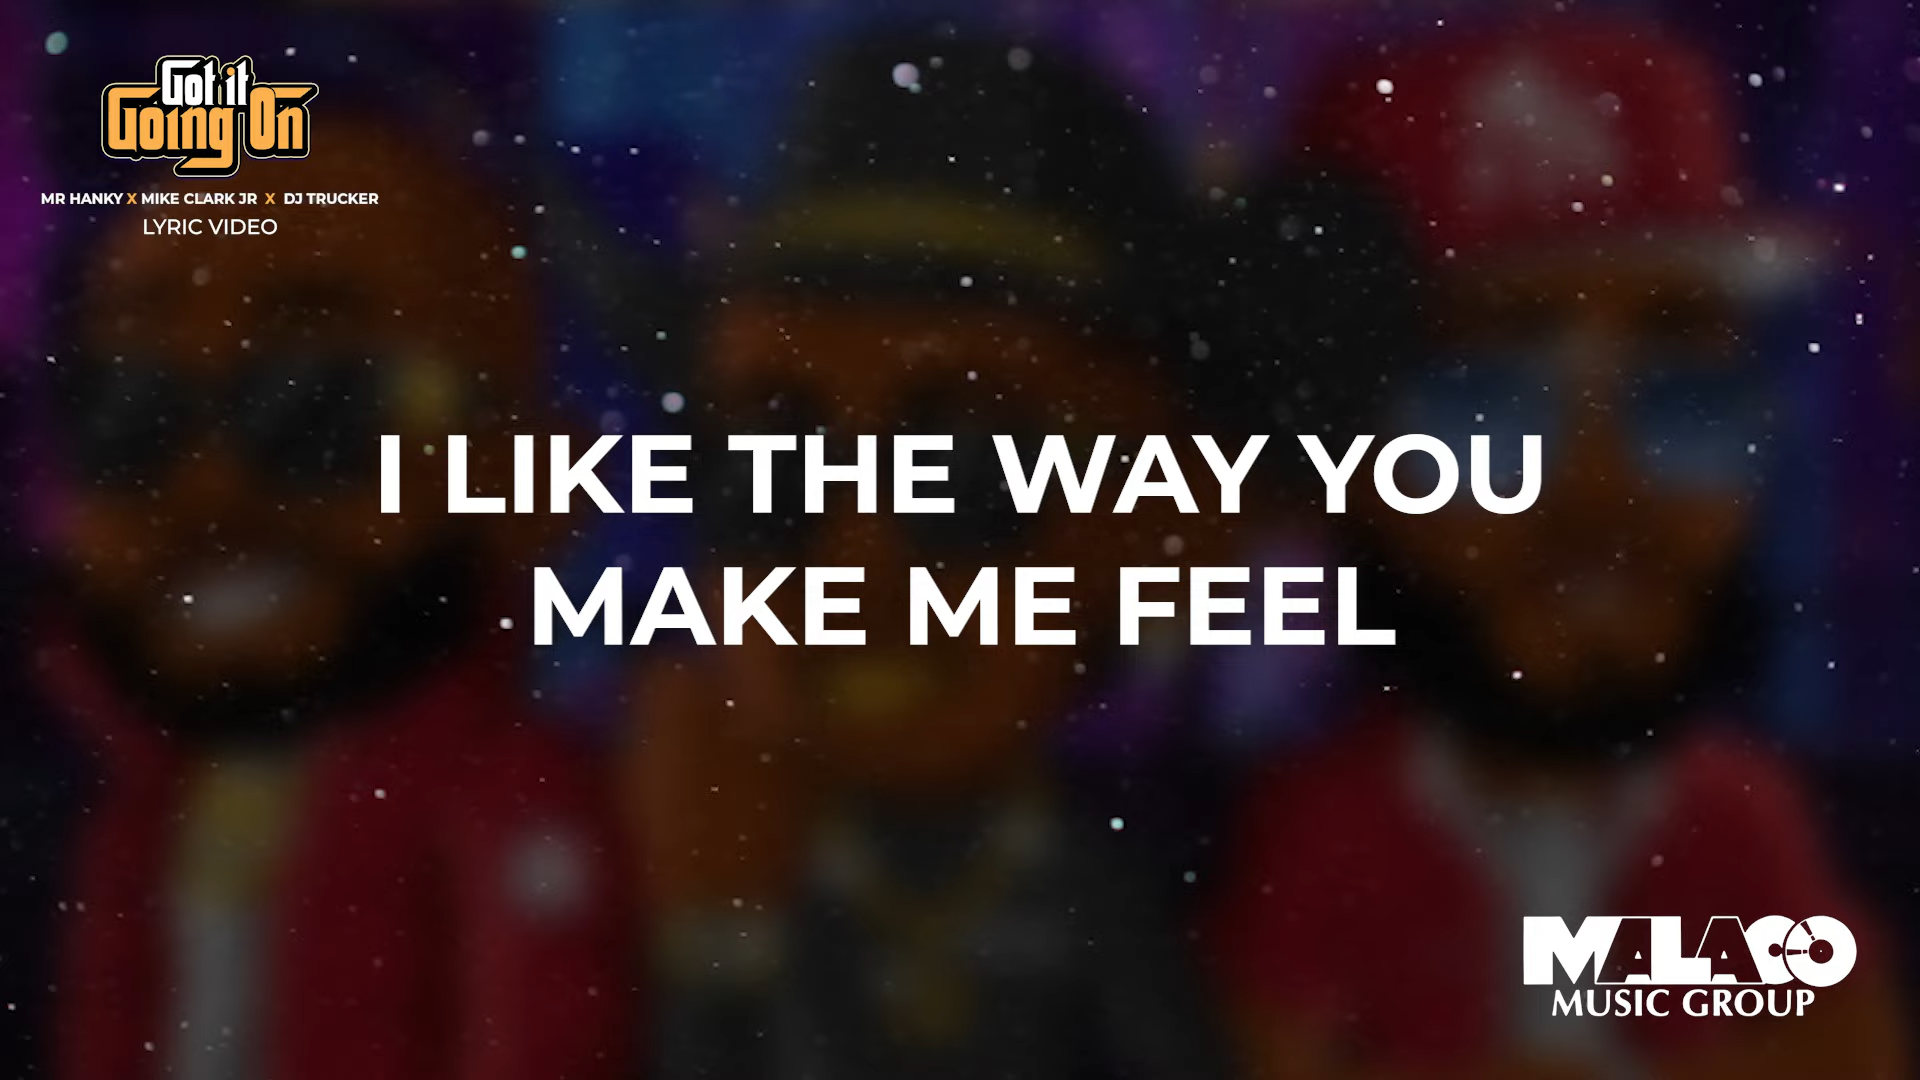 Got it
Going On
MR HANKY X MIKE CLARK JR X DJ TRUCKER
LYRIC VIDEO
I LIKE THE WAY YOU
MAKE ME FEEL
MALACO
MUSIC GROUP